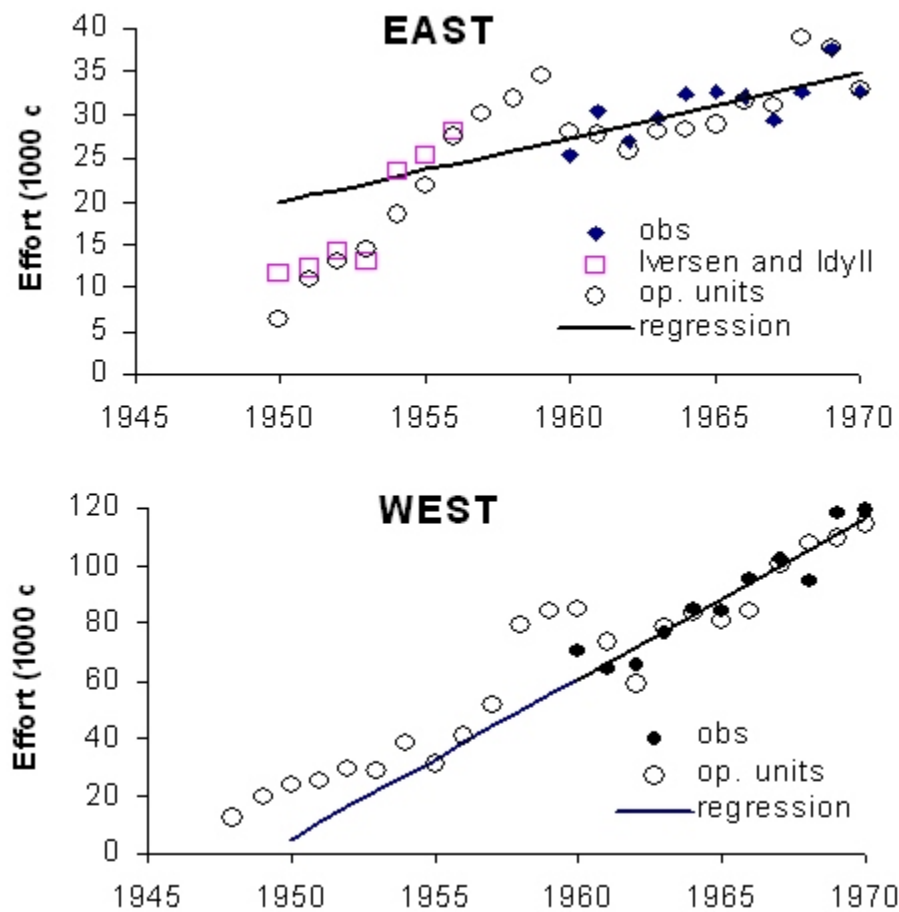 EAST
Effort (1000 c
40
35
30
25
20
15
10
5
0
obs
Iversen and Idyll
op. units
regression
1945 1950 1955 1960 1965 1970
WEST
Effort (1000 c
120
100
80
60
40
20
0
obs
op. units
regression
1945 1950 1955 1960 1965 1970